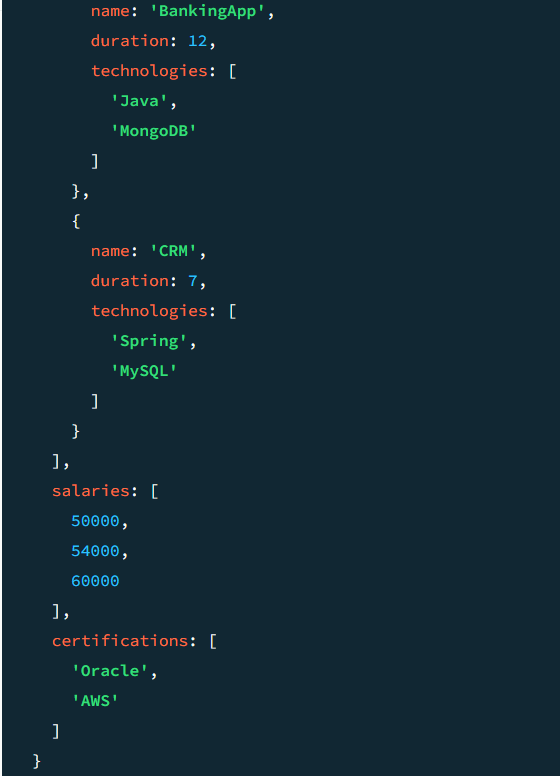 name: 'BankingApp',
duration: 12,
technologies: [
'Java',
'MongoDB'
]
},
{
name: 'CRM',
duration: 7,
technologies: [
'Spring',
'MySQL'
]
}
],
salaries: [
50000,
54000,
60000
],
certifications: [
'Oracle',
'AWS'
]
}